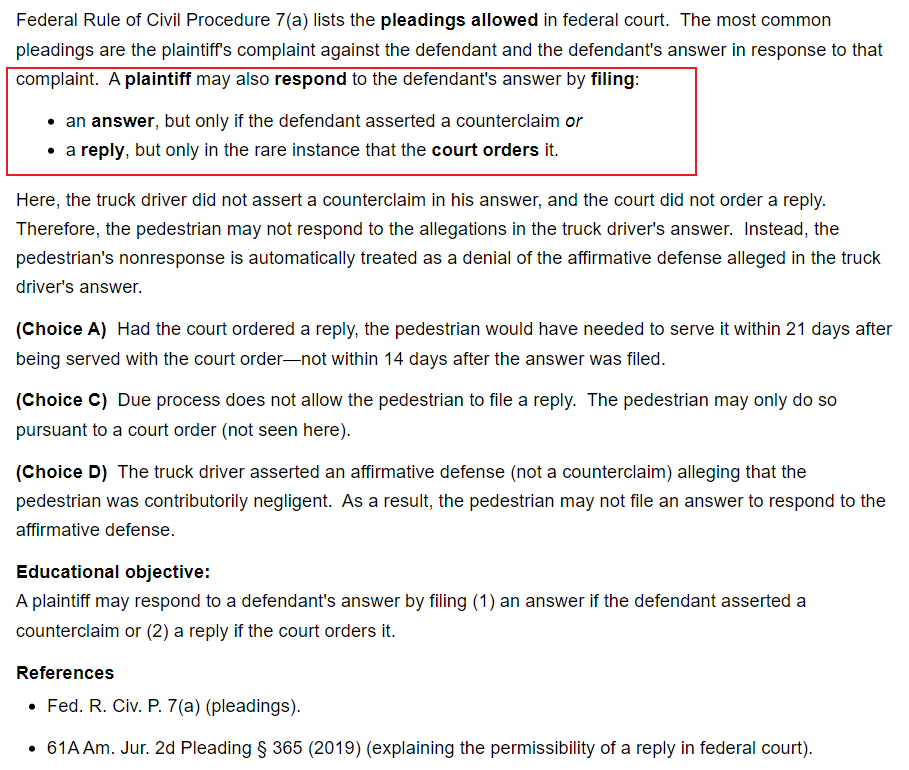 Federal Rule of Civil Procedure 7(a) lists the pleadings allowed in federal court.  The most common
pleadings are the plaintiff's complaint against the defendant and the defendant's answer in response to that
complaint.  A plaintiff may also respond to the defendant's answer by filing:
• an answer, but only if the defendant asserted a counterclaim or
• a reply, but only in the rare instance that the court orders it.
Here, the truck driver did not assert a counterclaim in his answer, and the court did not order a reply.
Therefore, the pedestrian may not respond to the allegations in the truck driver's answer.  Instead, the
pedestrian's nonresponse is automatically treated as a denial of the affirmative defense alleged in the truck
driver's answer.
(Choice A)  Had the court ordered a reply, the pedestrian would have needed to serve it within 21 days after
being served with the court order—not within 14 days after the answer was filed.
(Choice C)  Due process does not allow the pedestrian to file a reply.  The pedestrian may only do so
pursuant to a court order (not seen here).
(Choice D)  The truck driver asserted an affirmative defense (not a counterclaim) alleging that the
pedestrian was contributorily negligent.  As a result, the pedestrian may not file an answer to respond to the
affirmative defense.
Educational objective:
A plaintiff may respond to a defendant's answer by filing (1) an answer if the defendant asserted a
counterclaim or (2) a reply if the court orders it.
References
• Fed. R. Civ. P. 7(a) (pleadings).
• 61A Am. Jur. 2d Pleading § 365 (2019) (explaining the permissibility of a reply in federal court).